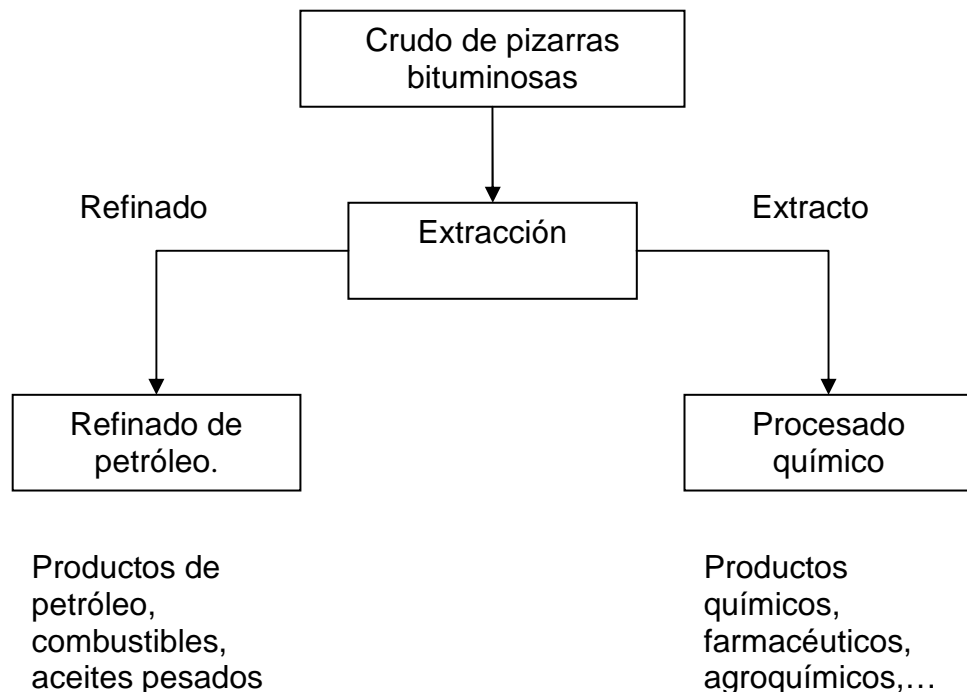 Crudo de pizarras
bituminosas
Refinado
Extracto
Extracción
Refinado de
petróleo.
Procesado
químico
Productos de
petróleo,
combustibles,
aceites pesados
Productos
químicos,
farmacéuticos,
agroquímicos,…